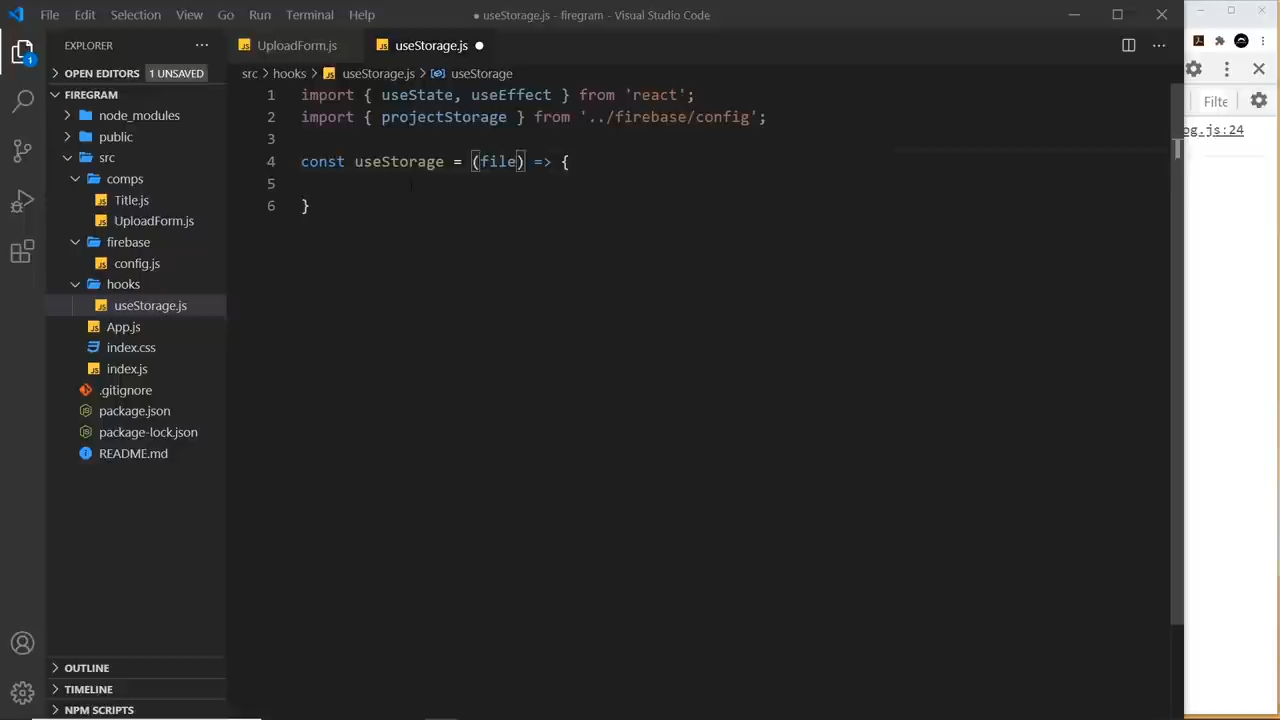 File Edit Selection View Go Run Terminal Help
● useStorage.js - firegram - Visual Studio Code
EXPLORER
OPEN EDITORS 1 UNSAVED
FIREGRAM
node_modules
public
src
comps
Title.js
UploadForm.js
firebase
config.js
hooks
useStorage.js
App.js
index.css
index.js
.gitignore
package.json
package-lock.json
README.md
OUTLINE
TIMELINE
NPM SCRIPTS
1
UploadForm.js useStorage.js
src > hooks > useStorage.js > useStorage
1 import { useState, useEffect } from 'react';
2 import { projectStorage } from '../firebase/config';
3
4 const useStorage = (file) => {
5
6 }
Filte
og.js:24